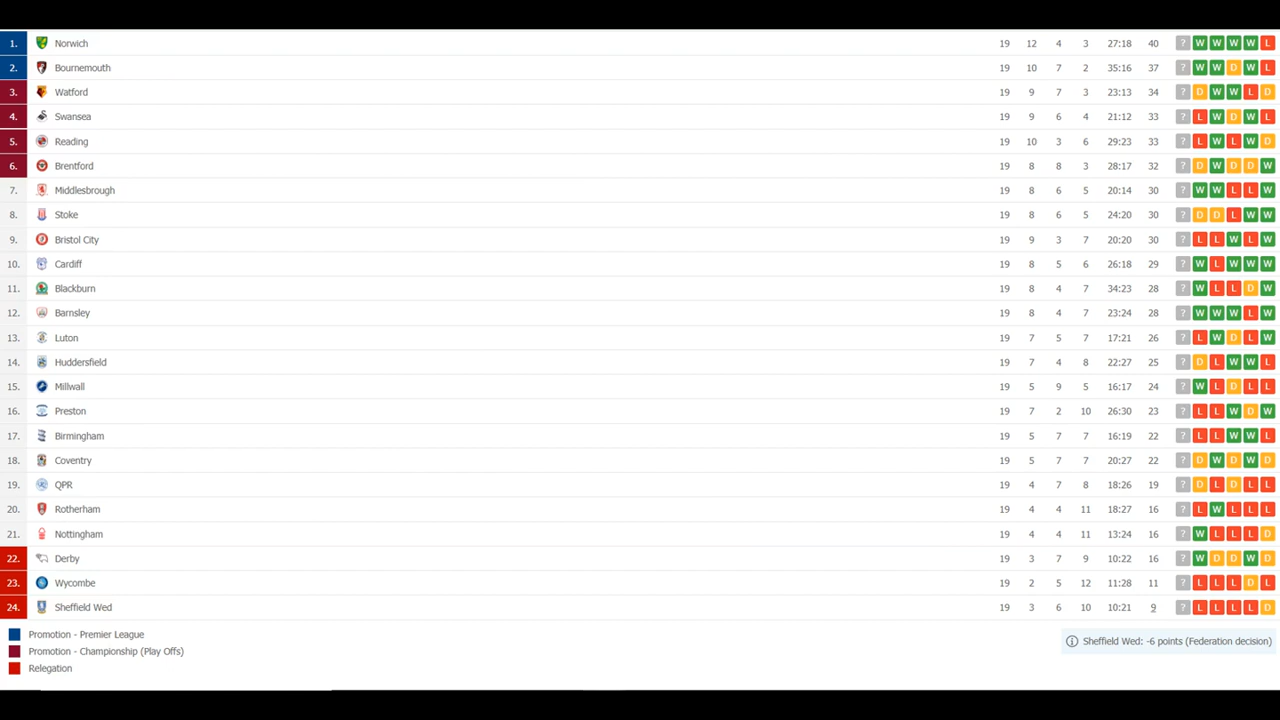 1. Norwich 19 12 4 3 27:18 40 ? W W W W L
2. Bournemouth 19 10 7 2 35:16 37 ? W W D W L
3. Watford 19 9 7 3 23:13 34 ? D W W L D
4. Swansea 19 9 6 4 21:12 33 ? L W D W L
5. Reading 19 10 3 6 29:23 33 ? L W L W D
6. Brentford 19 8 8 3 28:17 32 ? D W D D W
7. Middlesbrough 19 8 6 5 20:14 30 ? W W L L W
8. Stoke 19 8 6 5 24:20 30 ? D D L W W
9. Bristol City 19 9 3 7 20:20 30 ? L L W L W
10. Cardiff 19 8 5 6 26:18 29 ? W L W W W
11. Blackburn 19 8 4 7 34:23 28 ? W L L D W
12. Barnsley 19 8 4 7 23:24 28 ? W W W L W
13. Luton 19 7 5 7 17:21 26 ? L W D L W
14. Huddersfield 19 7 4 8 22:27 25 ? D L W W L
15. Millwall 19 5 9 5 16:17 24 ? W L D L L
16. Preston 19 7 2 10 26:30 23 ? L L W D W
17. Birmingham 19 5 7 7 16:19 22 ? L L W W L
18. Coventry 19 5 7 7 20:27 22 ? D W D W D
19. QPR 19 4 7 8 18:26 19 ? D L D L L
20. Rotherham 19 4 4 11 18:27 16 ? L W L L L
21. Nottingham 19 4 4 11 13:24 16 ? W L L L D
22. Derby 19 3 7 9 10:22 16 ? W D D W D
23. Wycombe 19 2 5 12 11:28 11 ? L L L D L
24. Sheffield Wed 19 3 6 10 10:21 9 ? L L L L D
Promotion - Premier League
Promotion - Championship (Play Offs)
Relegation
Sheffield Wed: -6 points (Federation decision)